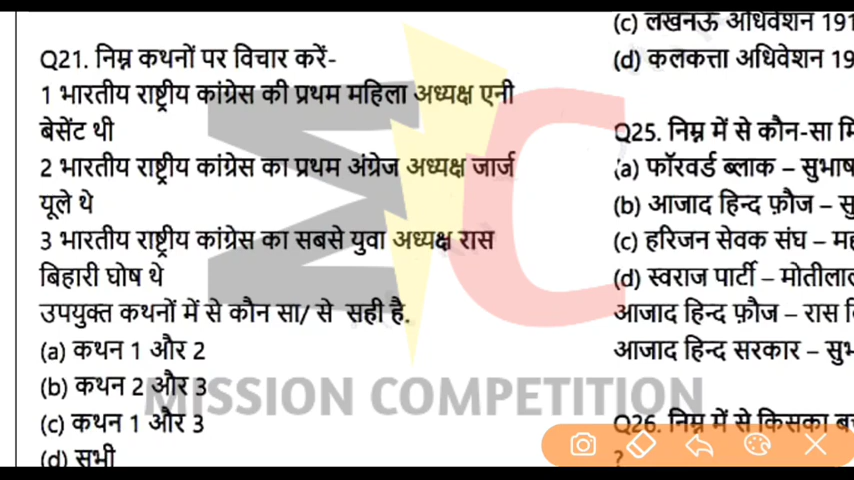 Q21. निम्न कथनों पर विचार करें-
1 भारतीय राष्ट्रीय कांग्रेस की प्रथम महिला अध्यक्ष एनी
बेसेंट थी
2 भारतीय राष्ट्रीय कांग्रेस का प्रथम अंग्रेज अध्यक्ष जार्ज
यूले थे
3 भारतीय राष्ट्रीय कांग्रेस का सबसे युवा अध्यक्ष रास
बिहारी घोष थे
उपयुक्त कथनों में से कौन सा/ से सही है.
(a) कथन 1 और 2
(b) कथन 2 और 3
(c) कथन 1 और 3
(d) सभी
(c) लखनऊ अधिवेशन 191
(d) कलकत्ता अधिवेशन 19
Q25. निम्न में से कौन-सा
(a) फॉरवर्ड ब्लाक – सुभाष
(b) आजाद हिन्द फ़ौज –
(c) हरिजन सेवक संघ –
(d) स्वराज पार्टी –
आजाद हिन्द फ़ौज – रास
आजाद हिन्द सरकार –
Q26. निम्न में से किसका
?
MISSION COMPETITION